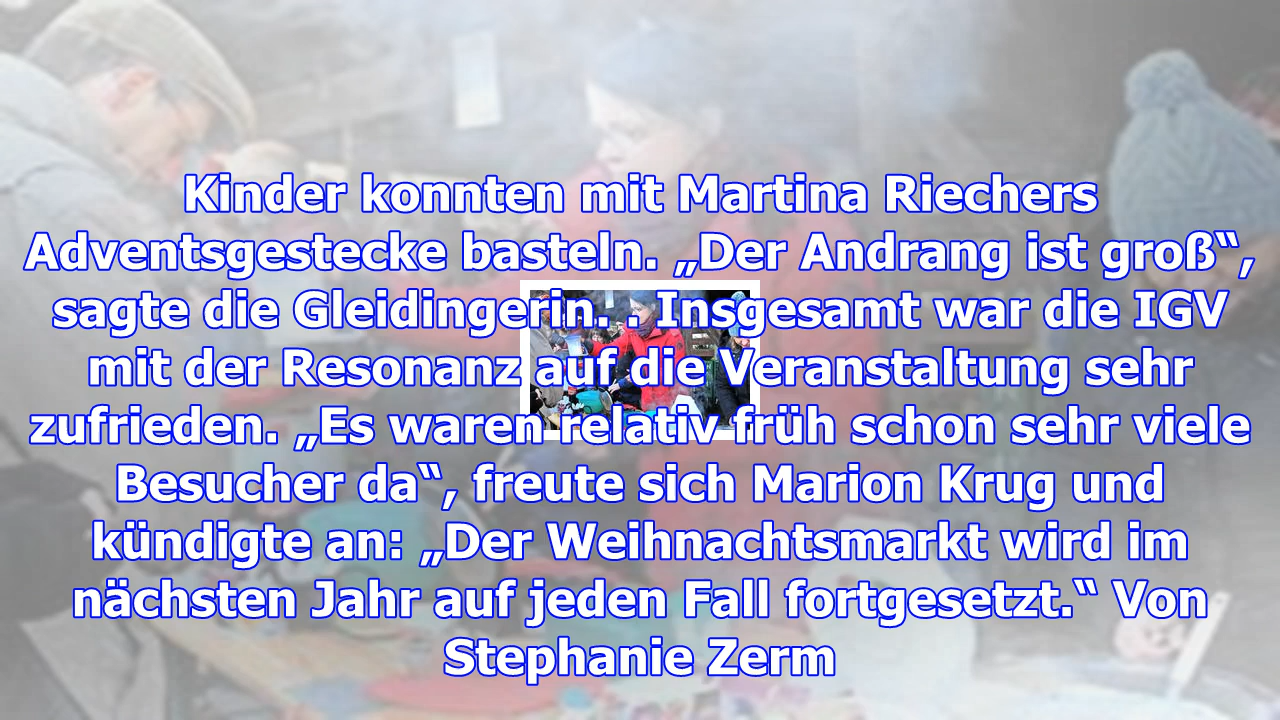 Kinder konnten mit Martina Riechers
Adventsgestecke basteln. „Der Andrang ist groß“,
sagte die Gleidingerin. . Insgesamt war die IGV
mit der Resonanz auf die Veranstaltung sehr
zufrieden. „Es waren relativ früh schon sehr viele
Besucher da“, freute sich Marion Krug und
kündigte an: „Der Weihnachtsmarkt wird im
nächsten Jahr auf jeden Fall fortgesetzt.“ Von
Stephanie Zerm